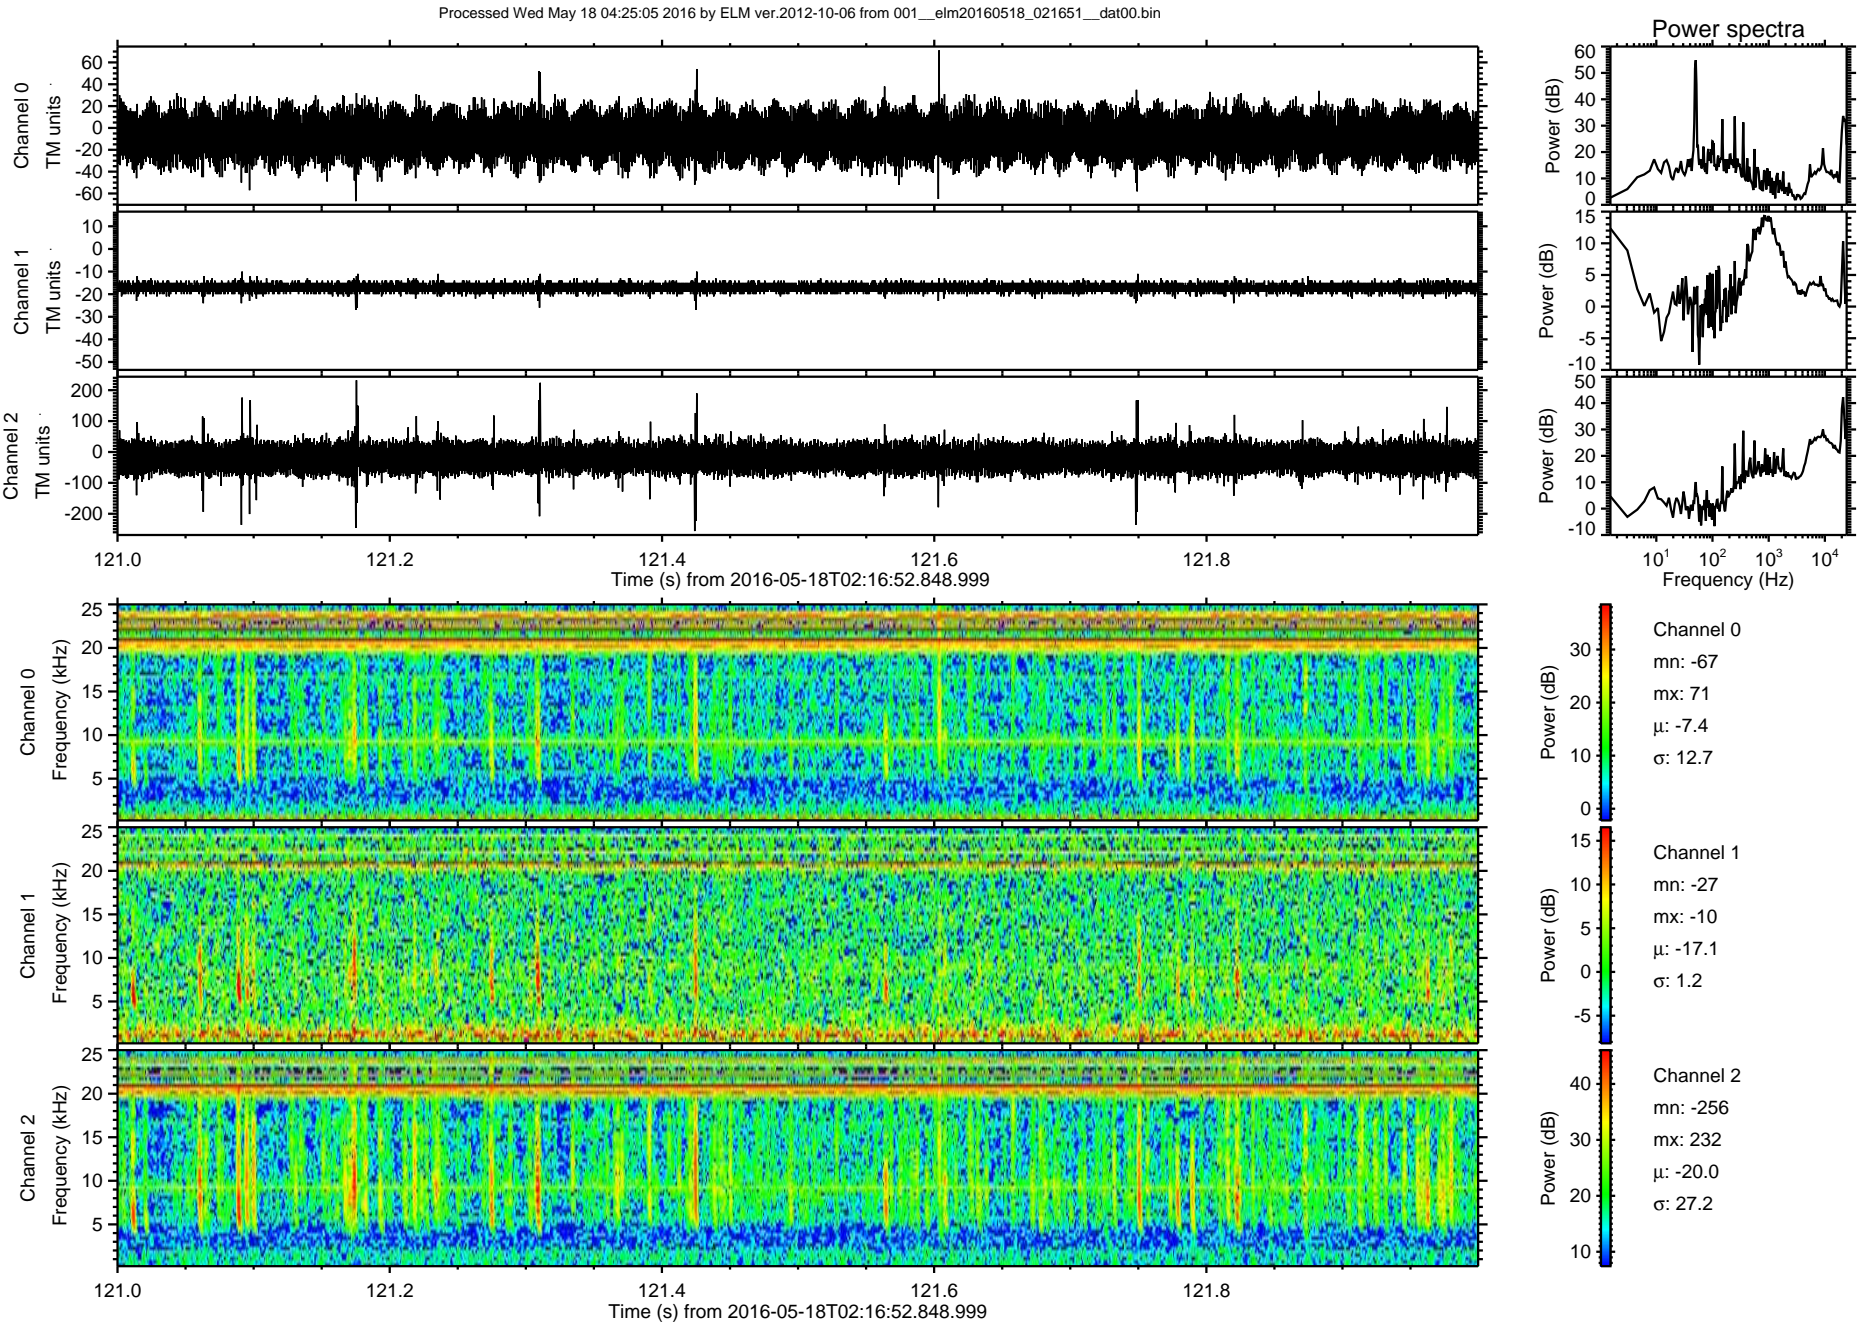 Processed Wed May 18 04:25:05 2016 by ELM ver.2012-10-06 from 001__elm20160518_021651__dat00.bin
Power spectra
Channel 0
TM units
60
40
20
0
-20
-40
-60
Power (dB)
60
50
40
30
20
10
0
Channel 1
TM units
10
0
-10
-20
-30
-40
-50
Power (dB)
15
10
5
0
-5
-10
Channel 2
TM units
200
100
0
-100
-200
Power (dB)
50
40
30
20
10
0
-10
121.0 121.2 121.4 121.6 121.8
Time (s) from 2016-05-18T02:16:52.848.999
10¹ 10² 10³ 10⁴
Frequency (Hz)
Channel 0
Frequency (kHz)
25
20
15
10
5
Power (dB)
30
20
10
0
Channel 0
mn: -67
mx: 71
μ: -7.4
σ: 12.7
Channel 1
Frequency (kHz)
25
20
15
10
5
Power (dB)
15
10
5
0
-5
Channel 1
mn: -27
mx: -10
μ: -17.1
σ: 1.2
Channel 2
Frequency (kHz)
25
20
15
10
5
Power (dB)
40
30
20
10
Channel 2
mn: -256
mx: 232
μ: -20.0
σ: 27.2
121.0 121.2 121.4 121.6 121.8
Time (s) from 2016-05-18T02:16:52.848.999